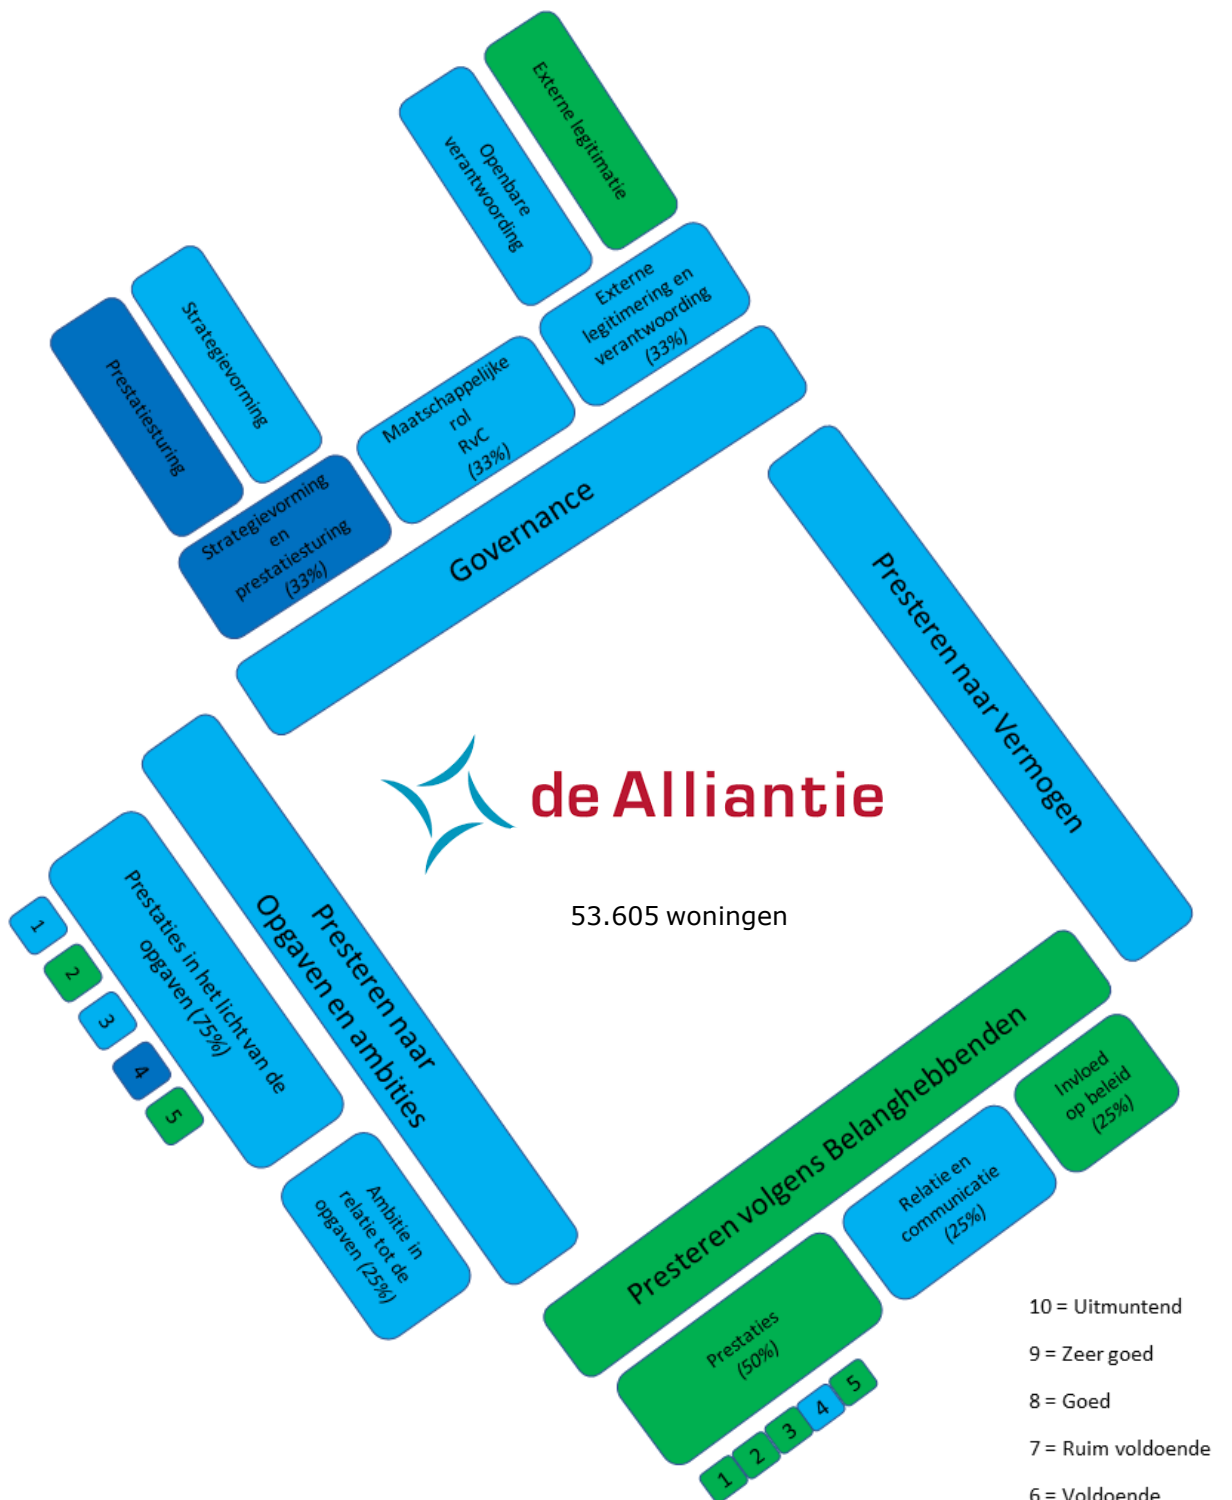 Externe legitimatie
Openbare
verantwoording
Externe
legitimering en
verantwoording
(33%)
Strategievorming
Prestatiesturing
Maatschappelijke
rol
RvC
(33%)
Strategievorming
en
prestatiesturing
(33%)
Governance
Presteren naar Vermogen
de Alliantie
53.605 woningen
Presteren naar
Opgaven en ambities
Prestaties in het licht van de
opgaven (75%)
1
2
3
4
5
Ambitie in
relatie tot de
opgaven (25%)
Presteren volgens Belanghebbenden
Invloed
op beleid
(25%)
Relatie en
communicatie
(25%)
Prestaties
(50%)
1
2
3
4
5
10 = Uitmuntend
9 = Zeer goed
8 = Goed
7 = Ruim voldoende
6 = Voldoende